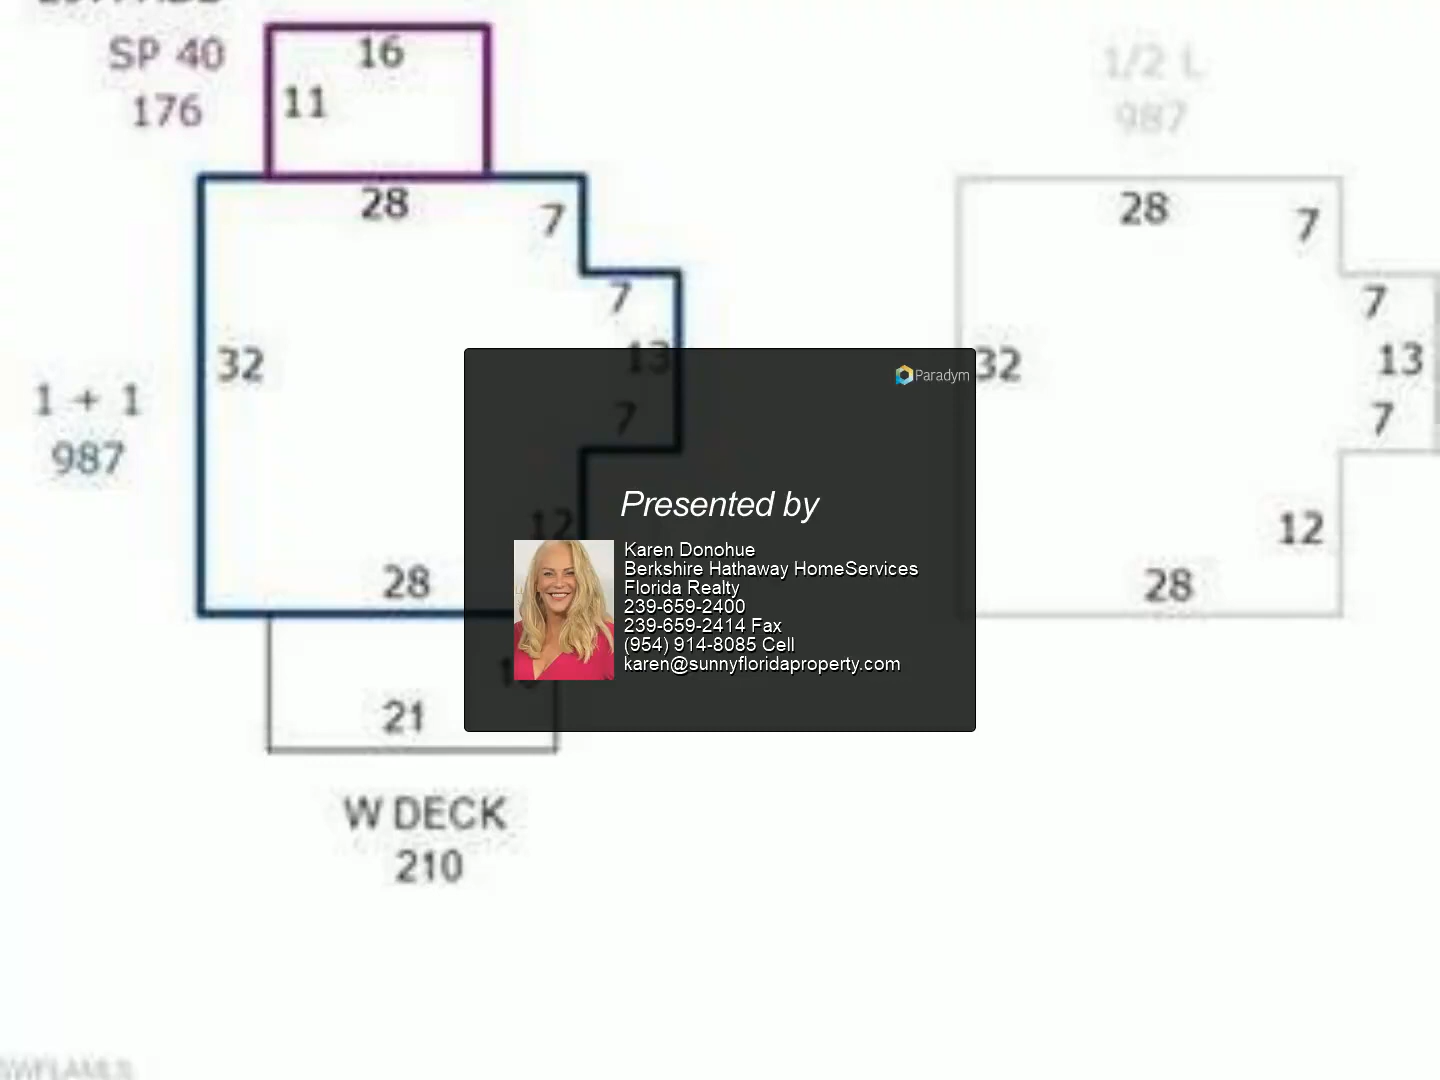 SP 40
176
16
11
28
7
7
13
7
32
12
28
1 + 1
987
21
W DECK
210
1/2 L
987
28
7
7
13
7
32
12
28
Paradym
Presented by
Karen Donohue
Berkshire Hathaway HomeServices
Florida Realty
239-659-2400
239-659-2414 Fax
(954) 914-8085 Cell
karen@sunnyfloridaproperty.com